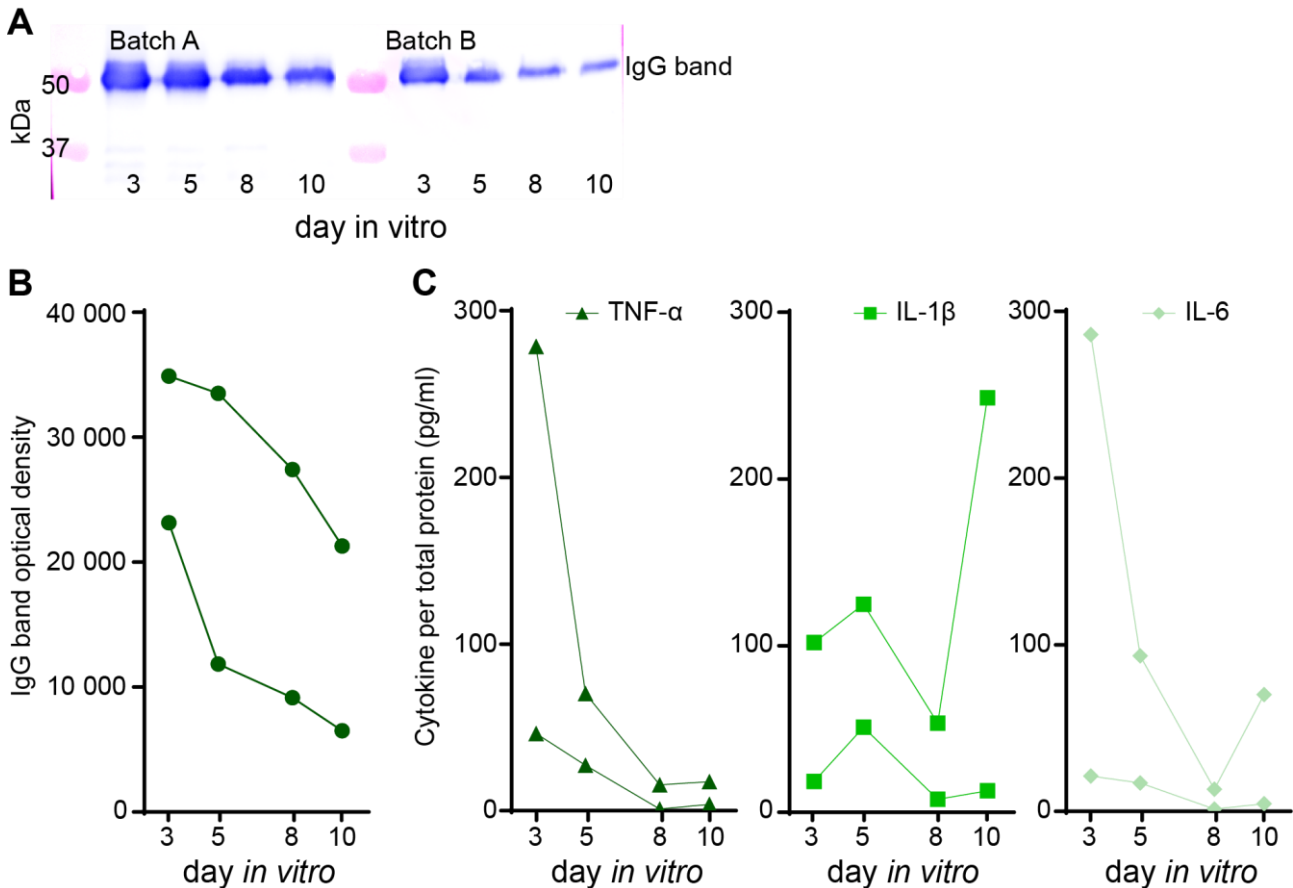 A
Batch A
Batch B
IgG band
50
37
kDa
3 5 8 10 3 5 8 10
day in vitro
B
40 000
30 000
20 000
10 000
0
IgG band optical density
3 5 8 10
day in vitro
C
TNF-α
300
200
100
0
Cytokine per total protein (pg/ml)
3 5 8 10
day in vitro
IL-1β
300
200
100
0
3 5 8 10
day in vitro
IL-6
300
200
100
0
3 5 8 10
day in vitro